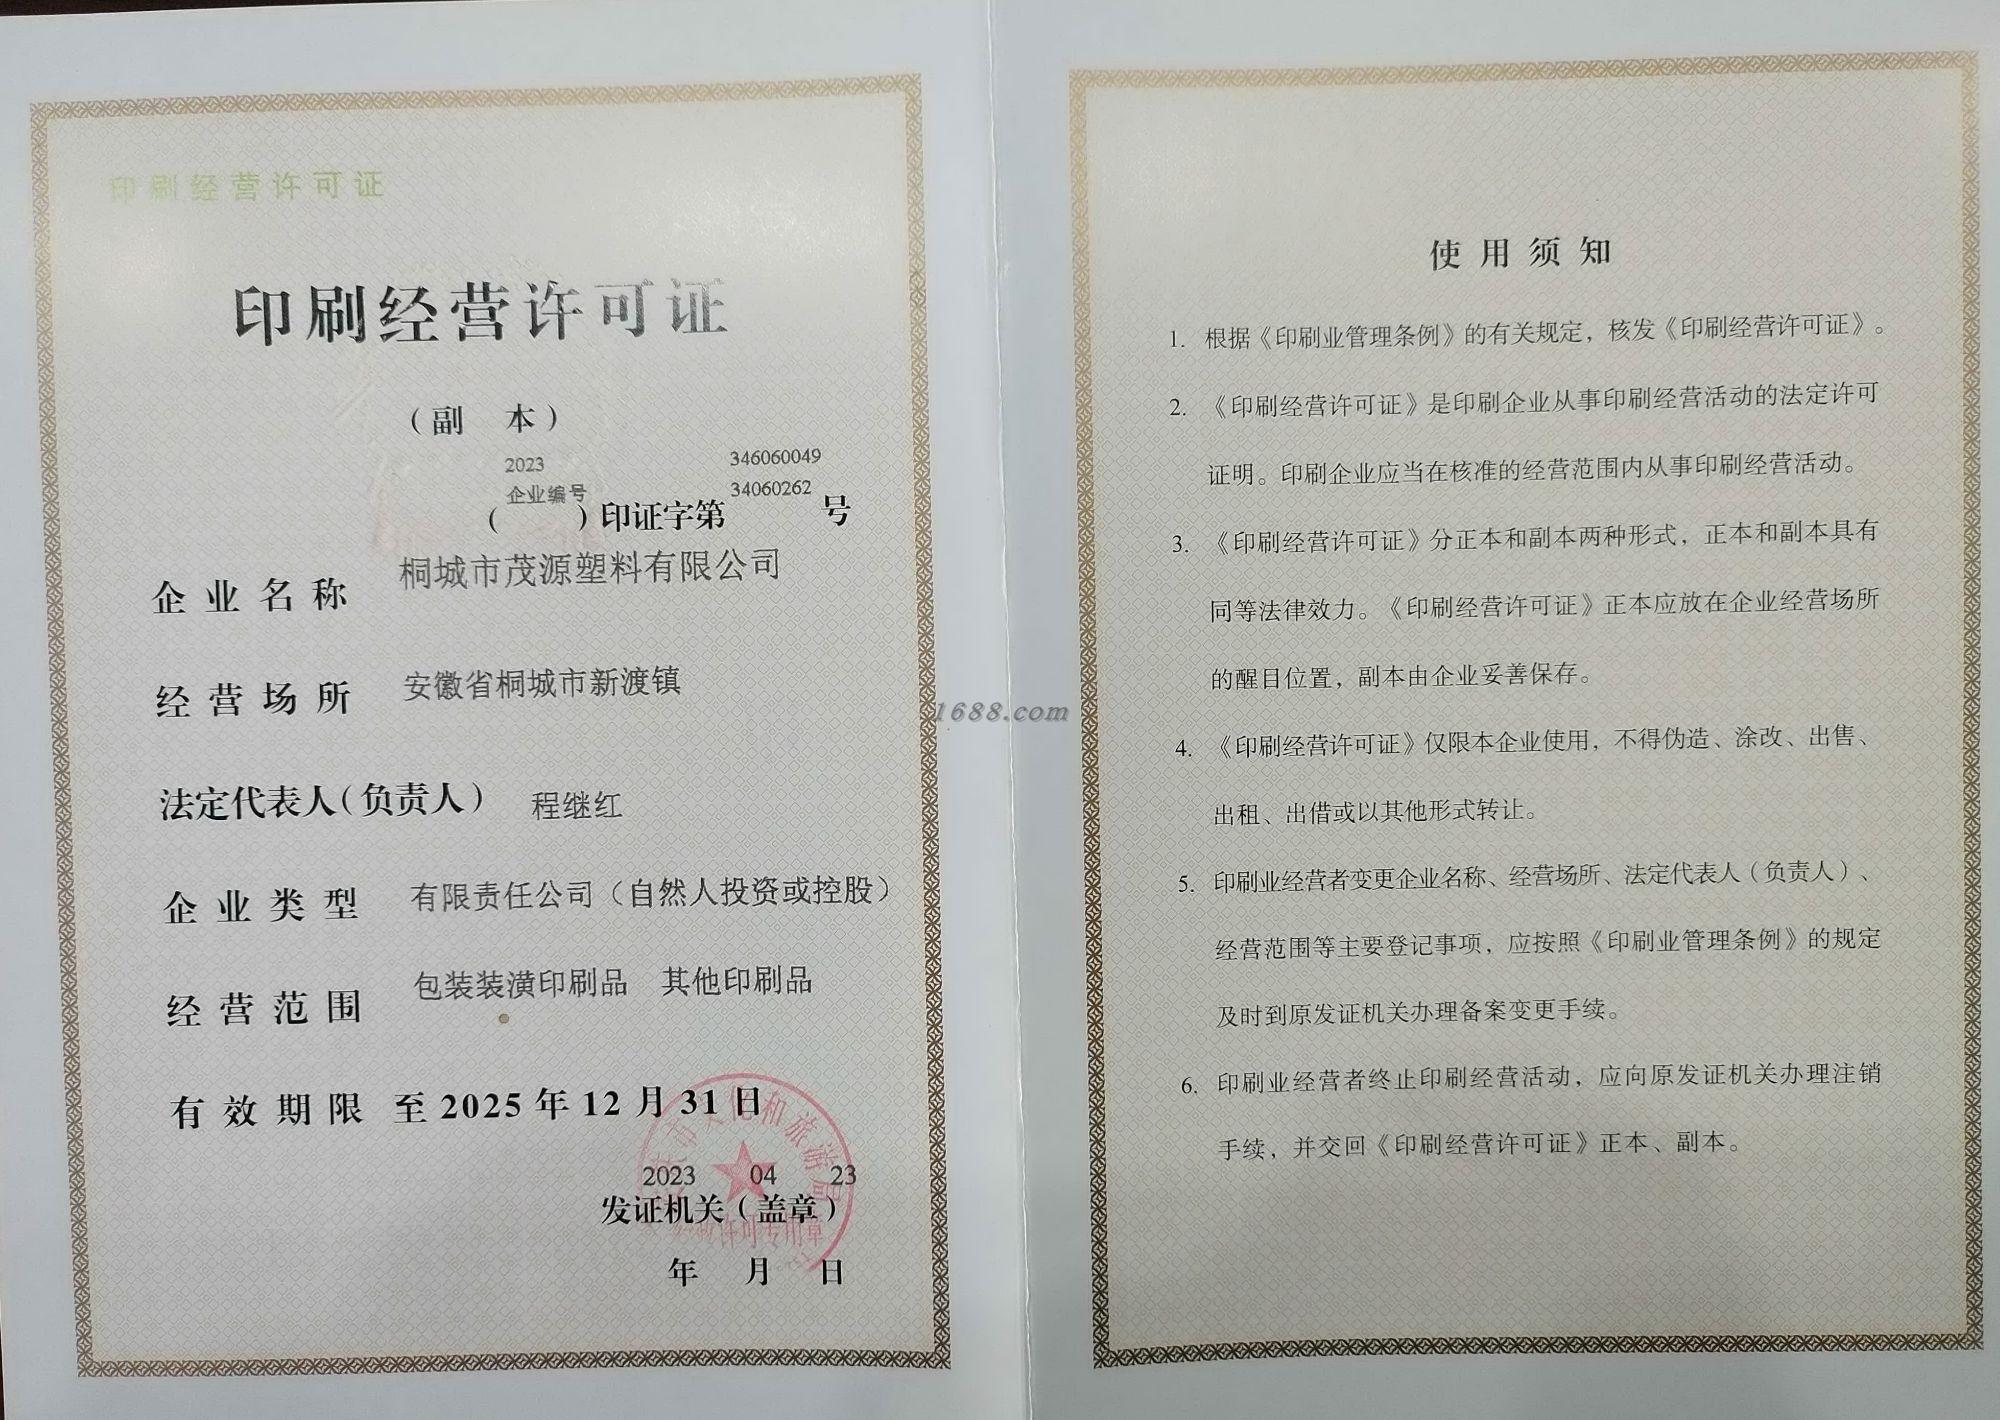 印刷经营许可证
印刷经营许可证
（副 本）
2023 346060049
企业编号 34060262
（ ）印证字第 号
企业名称 桐城市茂源塑料有限公司
经营场所 安徽省桐城市新渡镇
法定代表人（负责人） 程继红
企业类型 有限责任公司（自然人投资或控股）
经营范围 包装装潢印刷品 其他印刷品
有效期限 至2025年12月31日
市文化和旅游局
2023 04 23
发证机关（盖章）
许可专用章
年 月 日
1688.com
使用须知
1. 根据《印刷业管理条例》的有关规定，核发《印刷经营许可证》。
2. 《印刷经营许可证》是印刷企业从事印刷经营活动的法定许可
证明。印刷企业应当在核准的经营范围内从事印刷经营活动。
3. 《印刷经营许可证》分正本和副本两种形式，正本和副本具有
同等法律效力。《印刷经营许可证》正本应放在企业经营场所
的醒目位置，副本由企业妥善保存。
4. 《印刷经营许可证》仅限本企业使用，不得伪造、涂改、出售、
出租、出借或以其他形式转让。
5. 印刷业经营者变更企业名称、经营场所、法定代表人（负责人）、
经营范围等主要登记事项，应按照《印刷业管理条例》的规定
及时到原发证机关办理备案变更手续。
6. 印刷业经营者终止印刷经营活动，应向原发证机关办理注销
手续，并交回《印刷经营许可证》正本、副本。